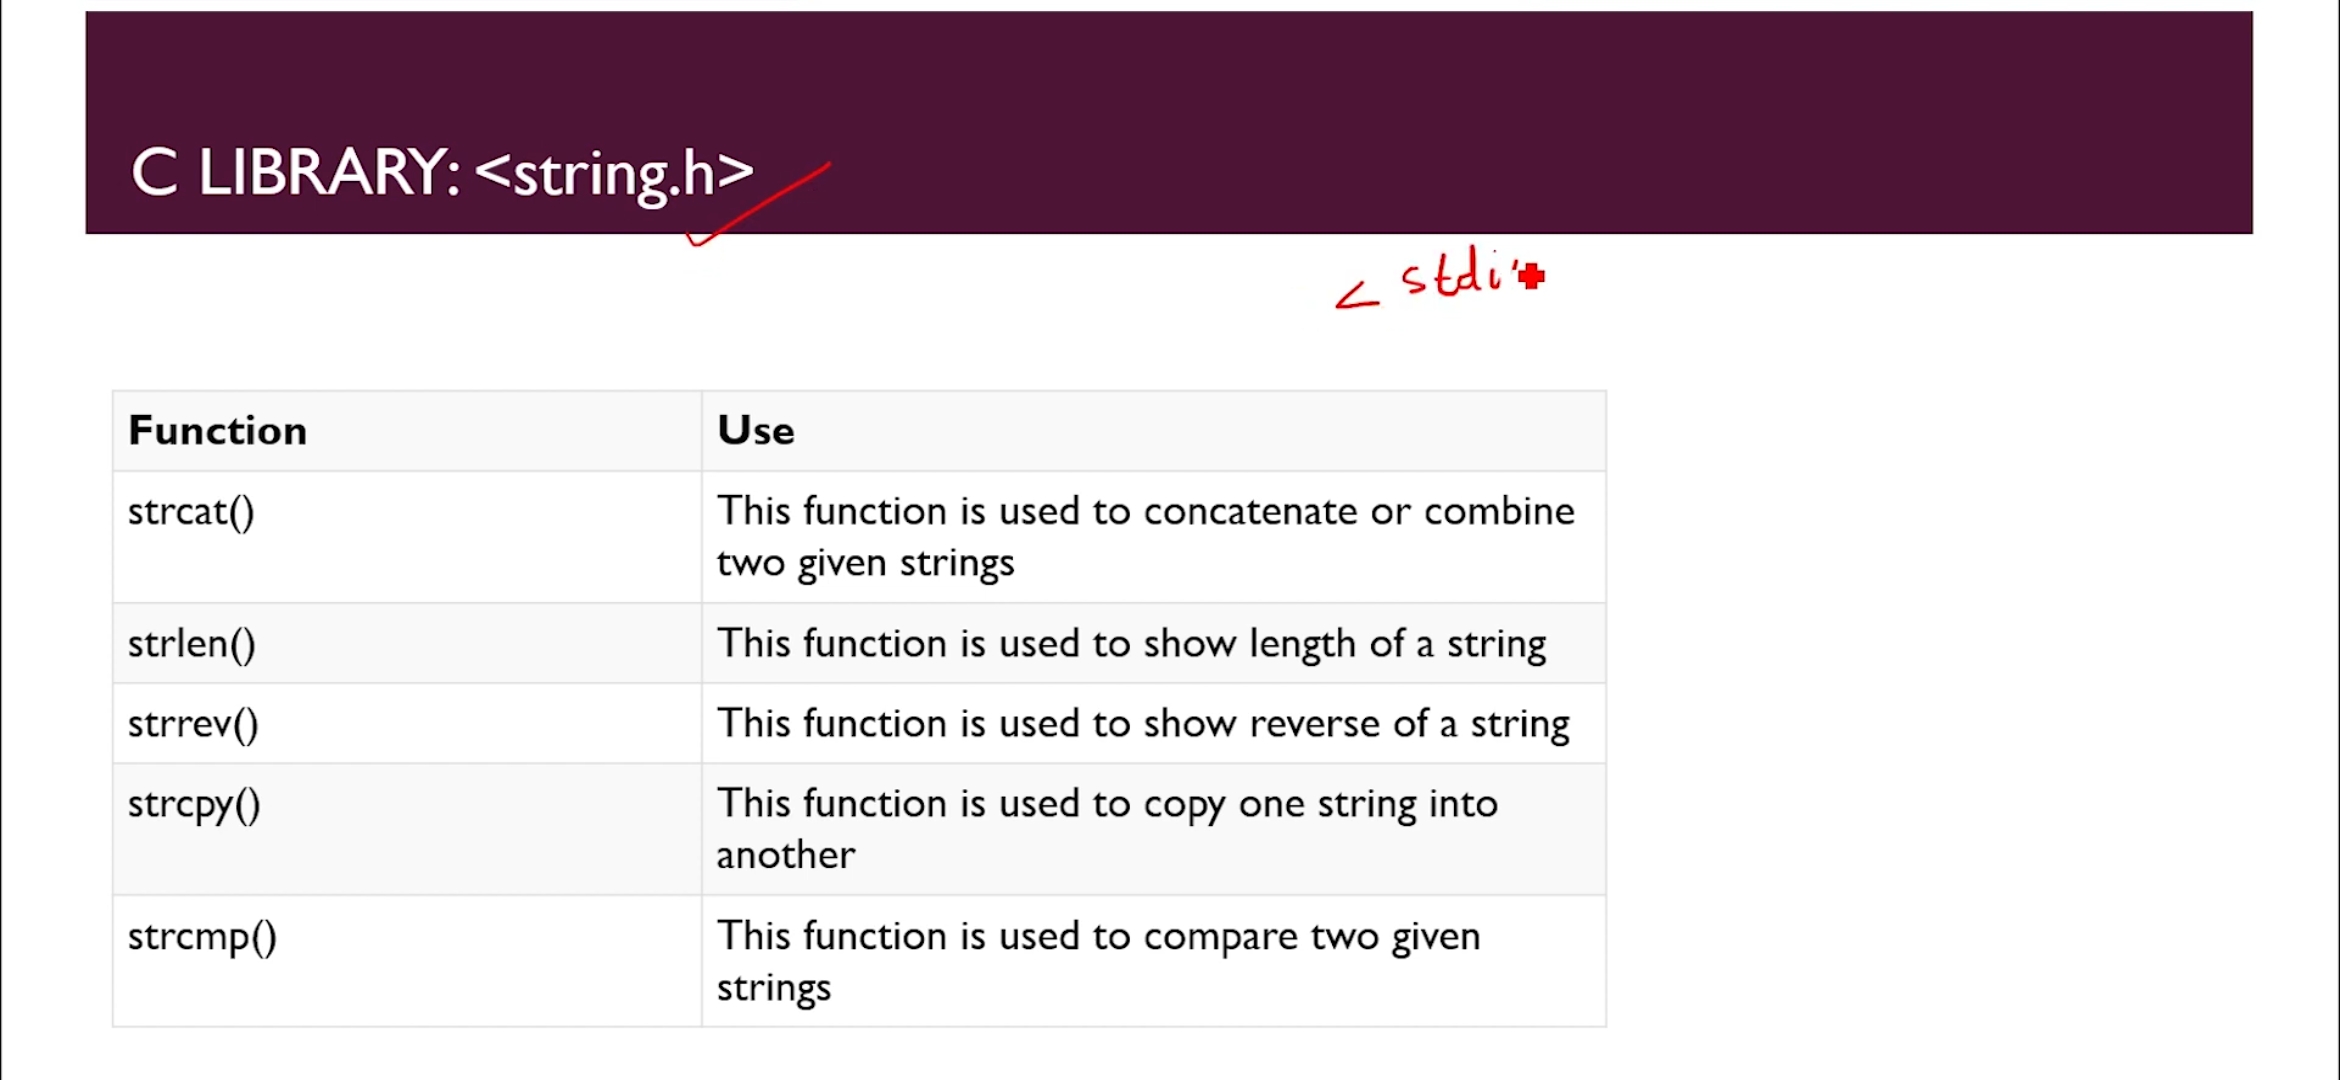 C LIBRARY: <string.h>
< stdi
Function Use
strcat() This function is used to concatenate or combine
two given strings
strlen() This function is used to show length of a string
strrev() This function is used to show reverse of a string
strcpy() This function is used to copy one string into
another
strcmp() This function is used to compare two given
strings